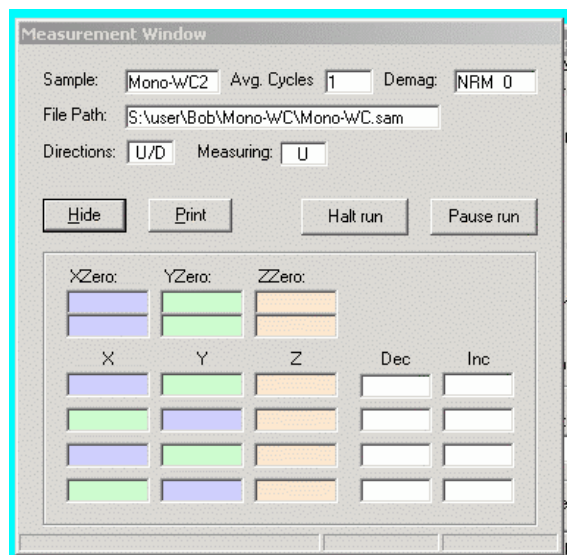 Measurement Window
Sample: Mono-WC2 Avg. Cycles 1 Demag: NRM 0
File Path: S:\user\Bob\Mono-WC\Mono-WC.sam
Directions: U/D Measuring: U
Hide Print Halt run Pause run
XZero: YZero: ZZero:
X Y Z Dec Inc